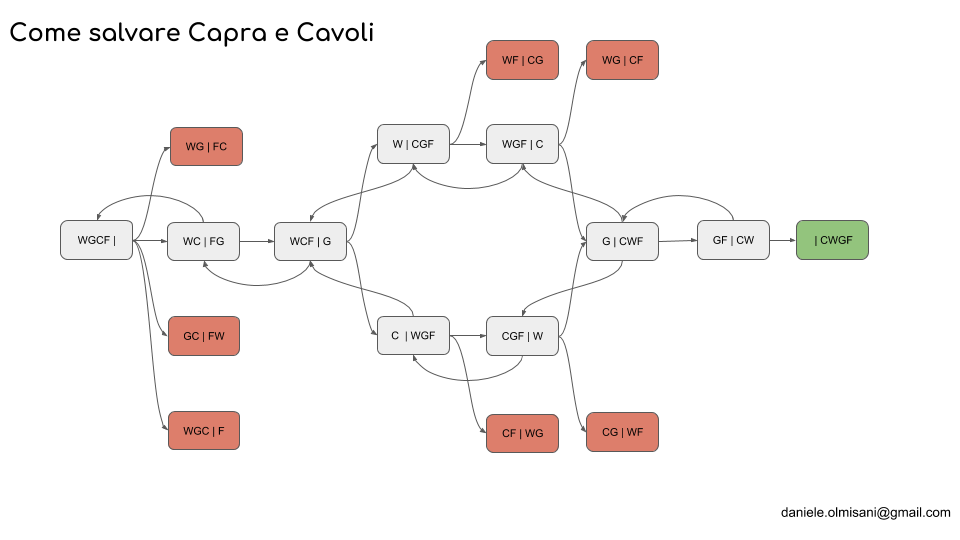 Come salvare Capra e Cavoli
WF | CG
WG | CF
WG | FC
W | CGF
WGF | C
WGCF |
WC | FG
WCF | G
G | CWF
GF | CW
| CWGF
GC | FW
C | WGF
CGF | W
WGC | F
CF | WG
CG | WF
daniele.olmisani@gmail.com